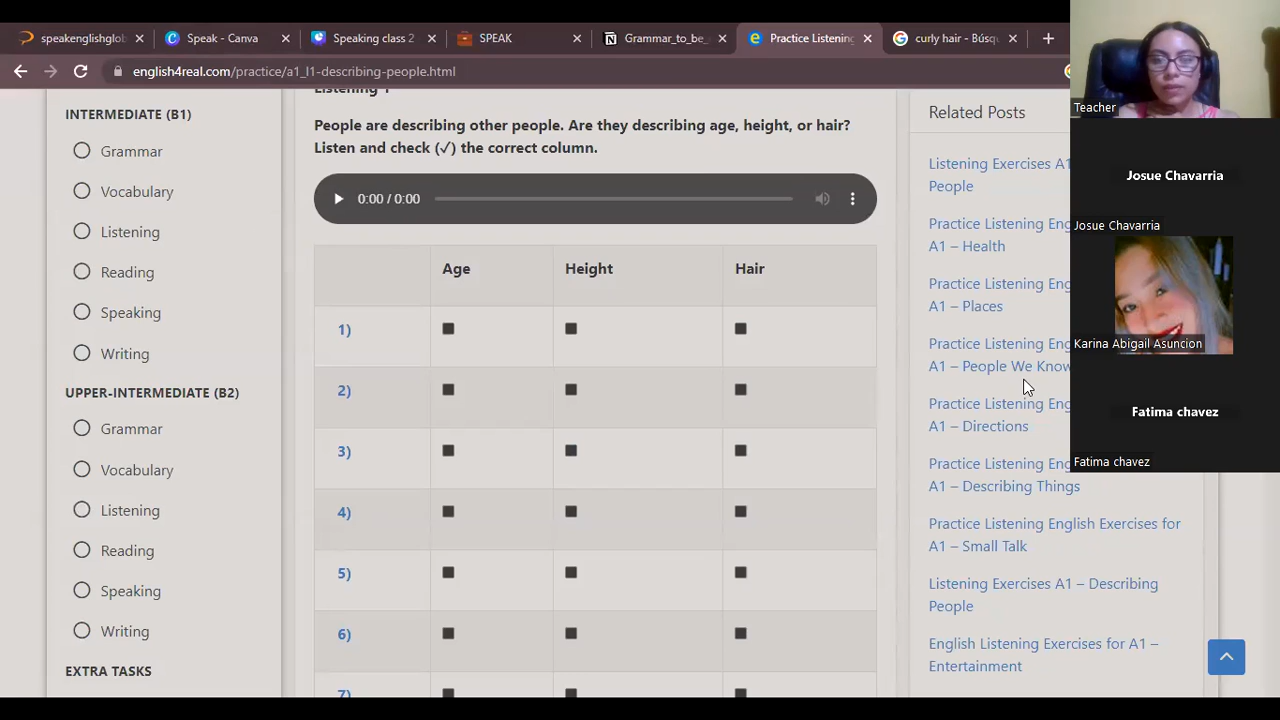 speakenglishglob
Speak - Canva
Speaking class 2
SPEAK
Grammar_to_be_
Practice Listening
curly hair - Búsq
english4real.com/practice/a1_l1-describing-people.html
INTERMEDIATE (B1)
Grammar
Vocabulary
Listening
Reading
Speaking
Writing
UPPER-INTERMEDIATE (B2)
Grammar
Vocabulary
Listening
Reading
Speaking
Writing
EXTRA TASKS
Listening 1
People are describing other people. Are they describing age, height, or hair?
Listen and check (✓) the correct column.
0:00 / 0:00
Age Height Hair
1)
2)
3)
4)
5)
6)
7)
Related Posts
Listening Exercises A1
People
Practice Listening Eng
A1 – Health
Practice Listening Eng
A1 – Places
Practice Listening Eng
A1 – People We Know
Practice Listening Eng
A1 – Directions
Practice Listening Eng
A1 – Describing Things
Practice Listening English Exercises for
A1 – Small Talk
Listening Exercises A1 – Describing
People
English Listening Exercises for A1 –
Entertainment
Teacher
Josue Chavarria
Josue Chavarria
Karina Abigail Asuncion
Fatima chavez
Fatima chavez